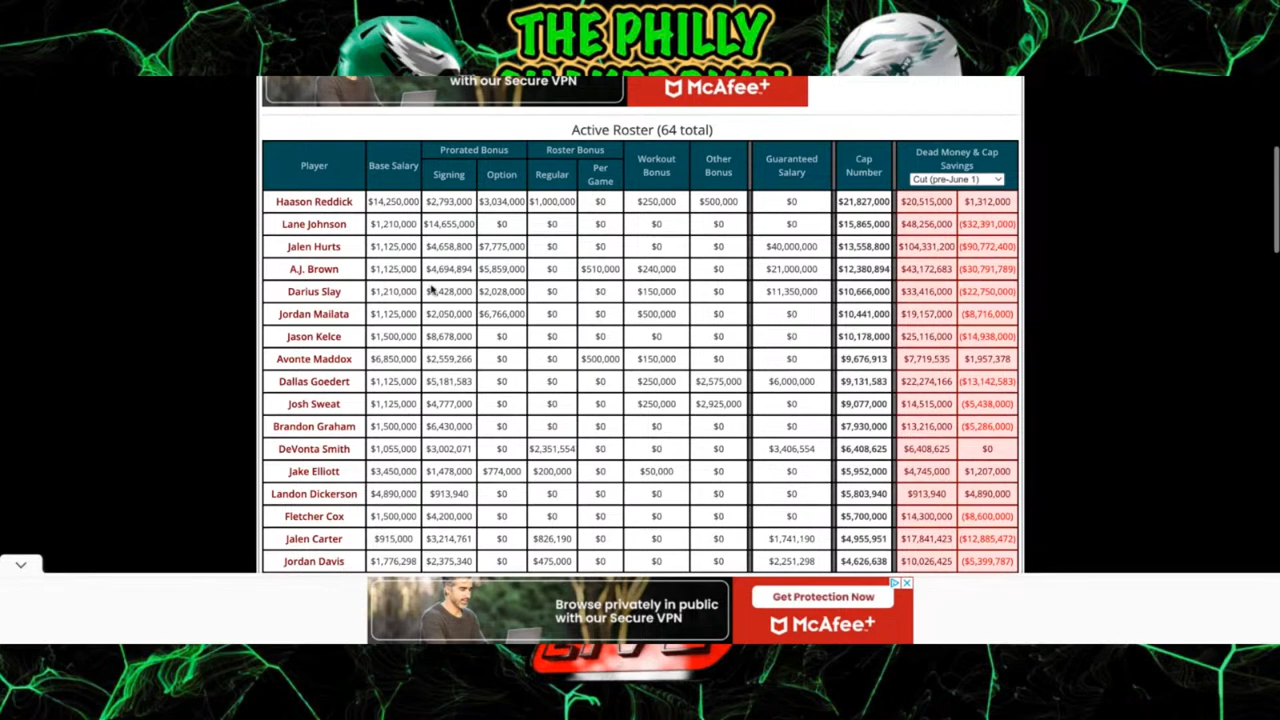 THE PHILLY
with our Secure VPN
McAfee+
Active Roster (64 total)
Player Base Salary Prorated Bonus Roster Bonus Workout Bonus Other Bonus Guaranteed Salary Cap Number Dead Money & Cap Savings
Signing Option Regular Per Game Cut (pre-June 1)
Haason Reddick $14,250,000 $2,793,000 $3,034,000 $1,000,000 $0 $250,000 $500,000 $0 $21,827,000 $20,515,000 $1,312,000
Lane Johnson $1,210,000 $14,655,000 $0 $0 $0 $0 $0 $0 $15,865,000 $48,256,000 ($32,391,000)
Jalen Hurts $1,125,000 $4,658,800 $7,775,000 $0 $0 $0 $0 $40,000,000 $13,558,800 $104,331,200 ($90,772,400)
A.J. Brown $1,125,000 $4,694,894 $5,859,000 $0 $510,000 $240,000 $0 $21,000,000 $12,380,894 $43,172,683 ($30,791,789)
Darius Slay $1,210,000 $2,028,000 $0 $0 $150,000 $0 $11,350,000 $10,666,000 $33,416,000 ($22,750,000)
Jordan Mailata $1,125,000 $2,050,000 $6,766,000 $0 $0 $500,000 $0 $0 $10,441,000 $19,157,000 ($8,716,000)
Jason Kelce $1,500,000 $8,678,000 $0 $0 $0 $0 $0 $0 $10,178,000 $25,116,000 ($14,938,000)
Avonte Maddox $6,850,000 $2,559,266 $0 $0 $500,000 $150,000 $0 $0 $9,676,913 $7,719,535 $1,957,378
Dallas Goedert $1,125,000 $5,181,583 $0 $0 $0 $250,000 $2,575,000 $6,000,000 $9,131,583 $22,274,166 ($13,142,583)
Josh Sweat $1,125,000 $4,777,000 $0 $0 $0 $250,000 $2,925,000 $0 $9,077,000 $14,515,000 ($5,438,000)
Brandon Graham $1,500,000 $6,430,000 $0 $0 $0 $0 $0 $0 $7,930,000 $13,216,000 ($5,286,000)
DeVonta Smith $1,055,000 $3,002,071 $0 $2,351,554 $0 $0 $0 $3,406,554 $6,408,625 $6,408,625 $0
Jake Elliott $3,450,000 $1,478,000 $774,000 $200,000 $0 $50,000 $0 $0 $5,952,000 $4,745,000 $1,207,000
Landon Dickerson $4,890,000 $913,940 $0 $0 $0 $0 $0 $0 $5,803,940 $913,940 $4,890,000
Fletcher Cox $1,500,000 $4,200,000 $0 $0 $0 $0 $0 $0 $5,700,000 $14,300,000 ($8,600,000)
Jalen Carter $915,000 $3,214,761 $0 $826,190 $0 $0 $0 $1,741,190 $4,955,951 $17,841,423 ($12,885,472)
Jordan Davis $1,776,298 $2,375,340 $0 $475,000 $0 $0 $0 $2,251,298 $4,626,638 $10,026,425 ($5,399,787)
Browse privately in public
with our Secure VPN
Get Protection Now
McAfee+